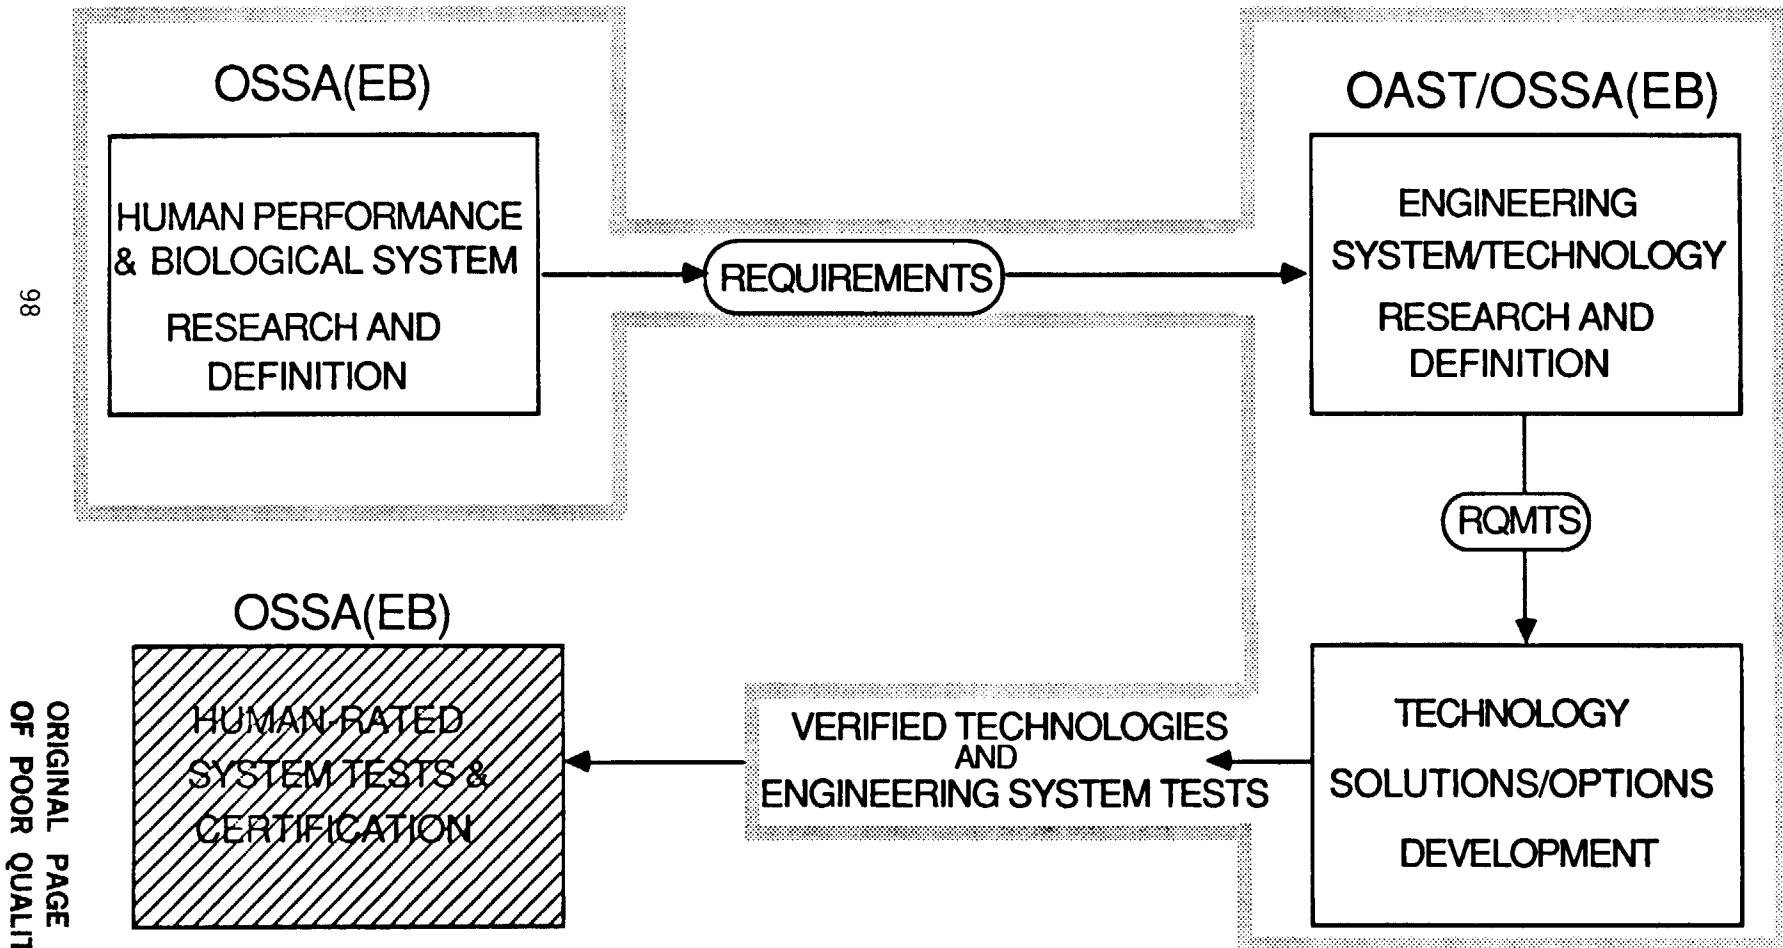 OSSA(EB)
HUMAN PERFORMANCE
& BIOLOGICAL SYSTEM
RESEARCH AND
DEFINITION
REQUIREMENTS
OAST/OSSA(EB)
ENGINEERING
SYSTEM/TECHNOLOGY
RESEARCH AND
DEFINITION
RQMTS
TECHNOLOGY
SOLUTIONS/OPTIONS
DEVELOPMENT
VERIFIED TECHNOLOGIES
AND
ENGINEERING SYSTEM TESTS
OSSA(EB)
HUMAN-RATED
SYSTEM TESTS &
CERTIFICATION
98
ORIGINAL PAGE
OF POOR QUALIT